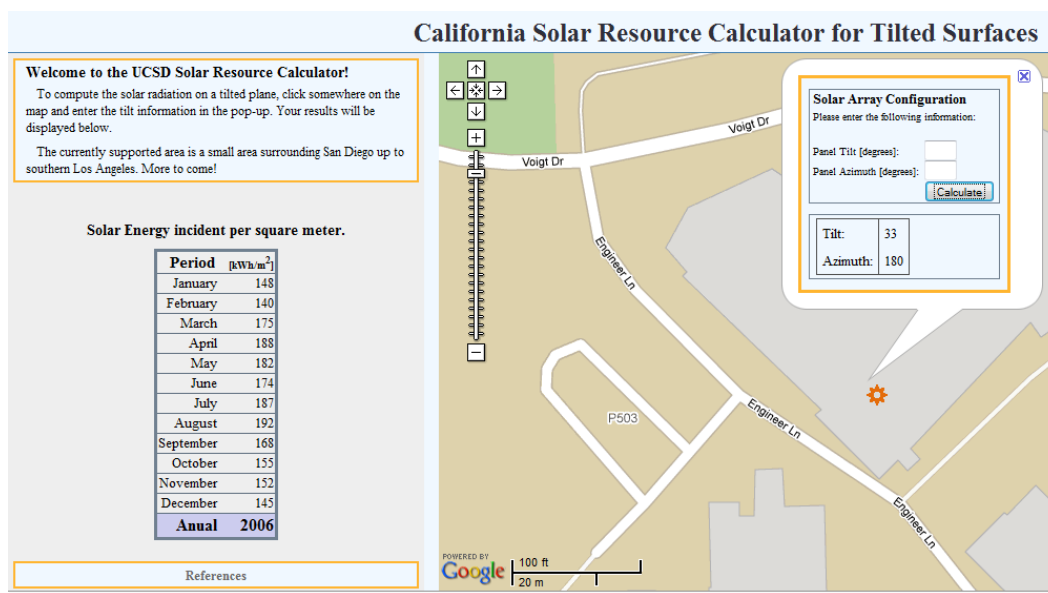 California Solar Resource Calculator for Tilted Surfaces
Welcome to the UCSD Solar Resource Calculator!
To compute the solar radiation on a tilted plane, click somewhere on the
map and enter the tilt information in the pop-up. Your results will be
displayed below.
The currently supported area is a small area surrounding San Diego up to
southern Los Angeles. More to come!
Solar Energy incident per square meter.
Period [kWh/m²]
January 148
February 140
March 175
April 188
May 182
June 174
July 187
August 192
September 168
October 155
November 152
December 145
Anual 2006
References
Voigt Dr
Voigt Dr
Engineer Ln
P503
Engineer Ln
Engineer Ln
Solar Array Configuration
Please enter the following information:
Panel Tilt [degrees]:
Panel Azimuth [degrees]:
Calculate
Tilt: 33
Azimuth: 180
POWERED BY
Google
100 ft
20 m